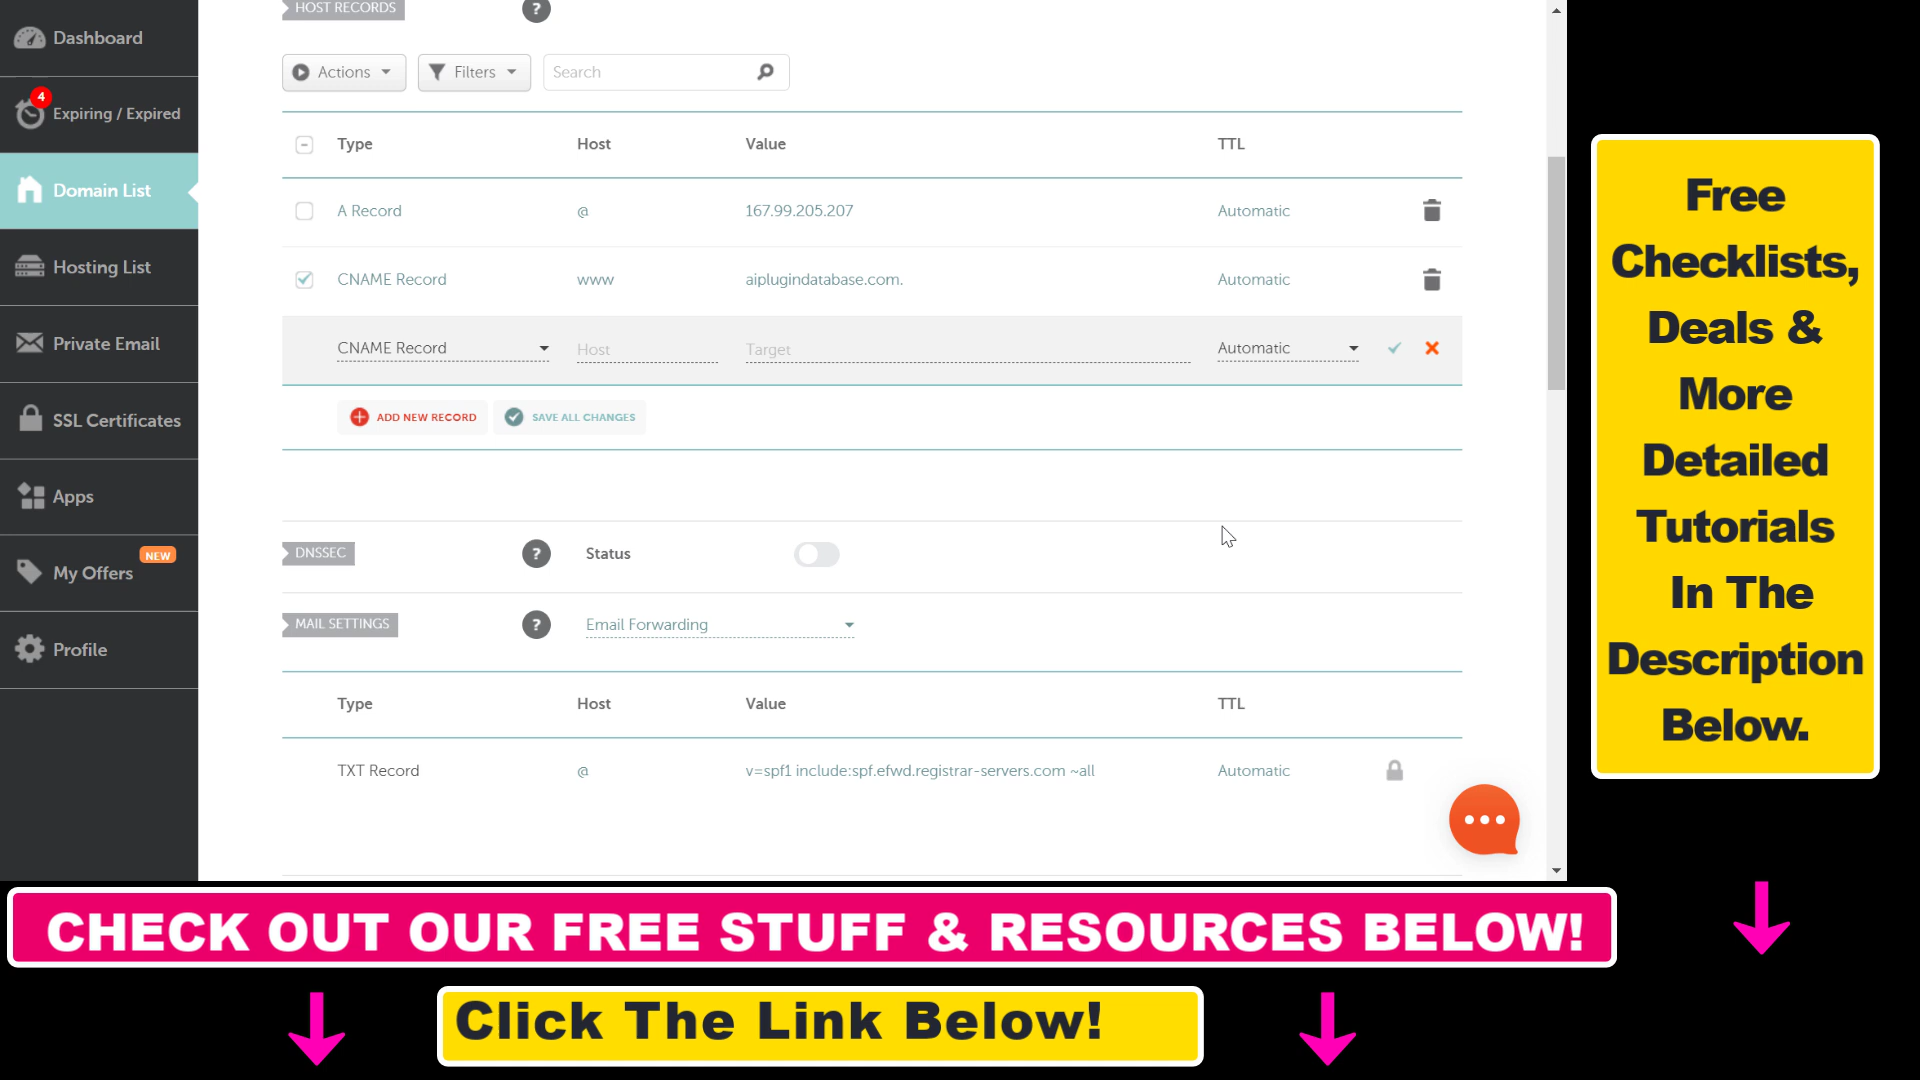 HOST RECORDS
?
Actions
Filters
Search
Type Host Value TTL
A Record @ 167.99.205.207 Automatic
CNAME Record www aiplugindatabase.com. Automatic
CNAME Record Host Target Automatic
ADD NEW RECORD SAVE ALL CHANGES
DNSSEC ? Status
MAIL SETTINGS ? Email Forwarding
Type Host Value TTL
TXT Record @ v=spf1 include:spf.efwd.registrar-servers.com ~all Automatic
Dashboard
4
Expiring / Expired
Domain List
Hosting List
Private Email
SSL Certificates
Apps
NEW
My Offers
Profile
Free
Checklists,
Deals &
More
Detailed
Tutorials
In The
Description
Below.
CHECK OUT OUR FREE STUFF & RESOURCES BELOW!
Click The Link Below!